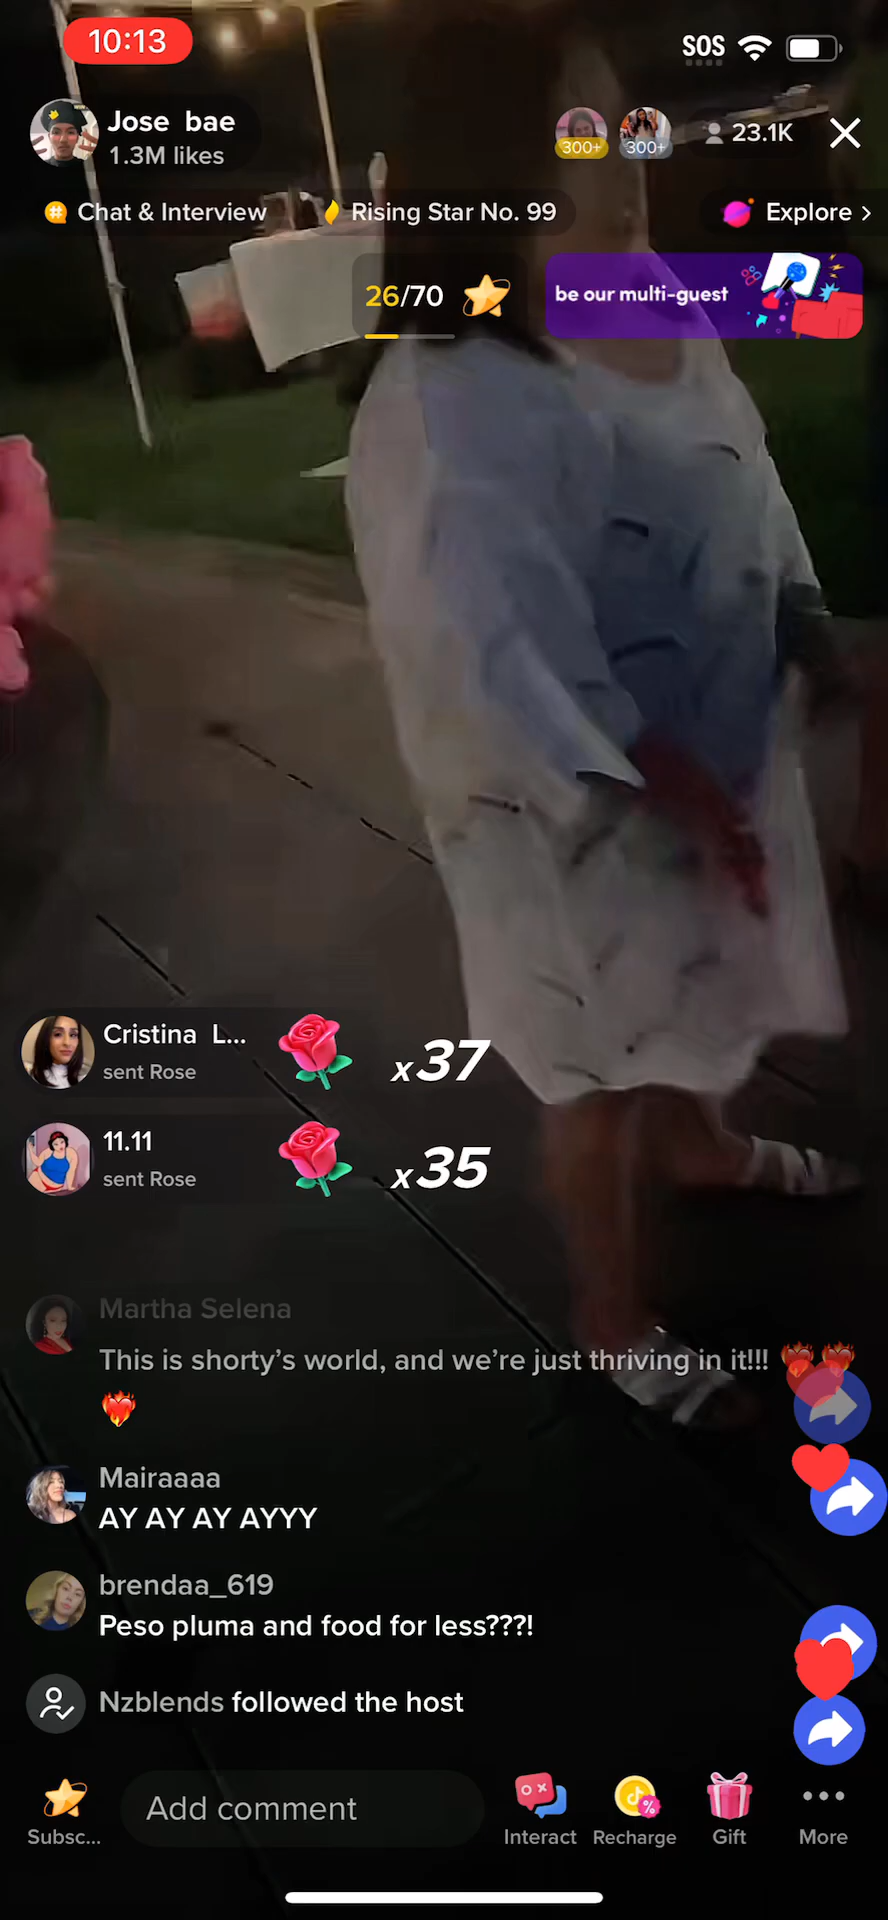 10:13
SOS
Jose bae
1.3M likes
300+
300+
23.1K
Chat & Interview
Rising Star No. 99
Explore >
26/70
be our multi-guest
Cristina L...
sent Rose
x37
11.11
sent Rose
x35
Martha Selena
This is shorty's world, and we're just thriving in it!!! ❤️‍🔥❤️‍🔥
❤️‍🔥
Mairaaaa
AY AY AY AYYY
brendaa_619
Peso pluma and food for less???!
Nzblends followed the host
Subsc...
Add comment
Interact
Recharge
Gift
More